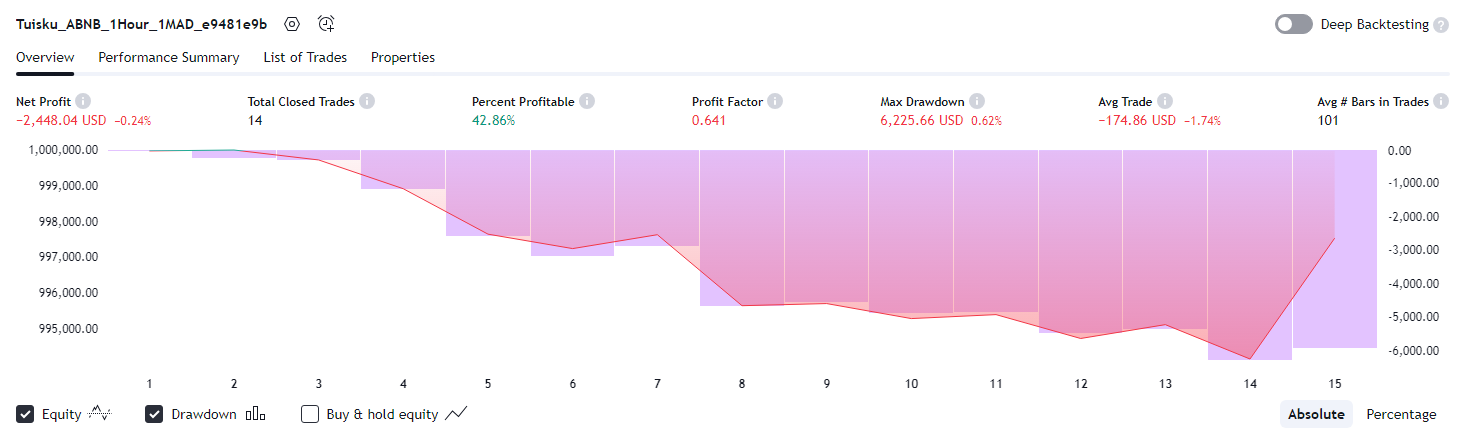 Tuisku_ABNB_1Hour_1MAD_e9481e9b Deep Backtesting ?
Overview Performance Summary List of Trades Properties
Net Profit i Total Closed Trades i Percent Profitable i Profit Factor i Max Drawdown i Avg Trade i Avg # Bars in Trades i
−2,448.04 USD −0.24% 14 42.86% 0.641 6,225.66 USD 0.62% −174.86 USD −1.74% 101
1,000,000.00 0.00
999,000.00 -1,000.00
998,000.00 -2,000.00
997,000.00 -3,000.00
996,000.00 -4,000.00
995,000.00 -5,000.00
-6,000.00
1 2 3 4 5 6 7 8 9 10 11 12 13 14 15
Equity Drawdown Buy & hold equity Absolute Percentage